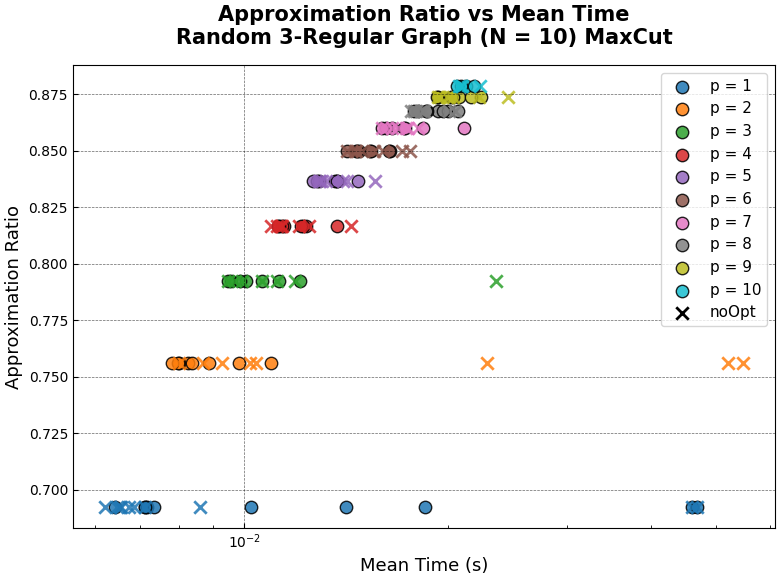 Approximation Ratio vs Mean Time
Random 3-Regular Graph (N = 10) MaxCut
Approximation Ratio
0.875
0.850
0.825
0.800
0.775
0.750
0.725
0.700
p = 1
p = 2
p = 3
p = 4
p = 5
p = 6
p = 7
p = 8
p = 9
p = 10
noOpt
10⁻²
Mean Time (s)